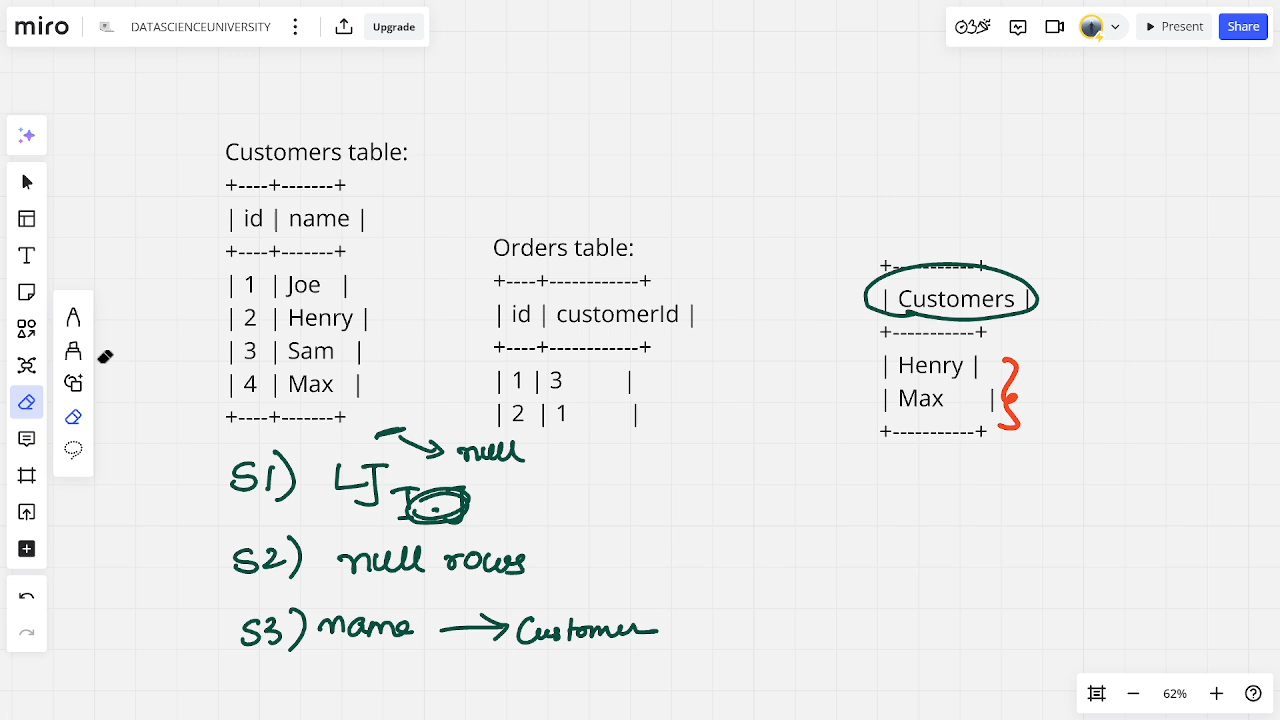 miro
DATASCIENCEUNIVERSITY
Upgrade
Present
Share
Customers table:
+----+-------+
| id | name |
+----+-------+
| 1 | Joe |
| 2 | Henry |
| 3 | Sam |
| 4 | Max |
+----+-------+
Orders table:
+----+------------+
| id | customerId |
+----+------------+
| 1 | 3 |
| 2 | 1 |
+-----------+
| Customers |
+-----------+
| Henry |
| Max |
+-----------+
null
S1) LJ
S2) null rows
S3) name → Customer
62%